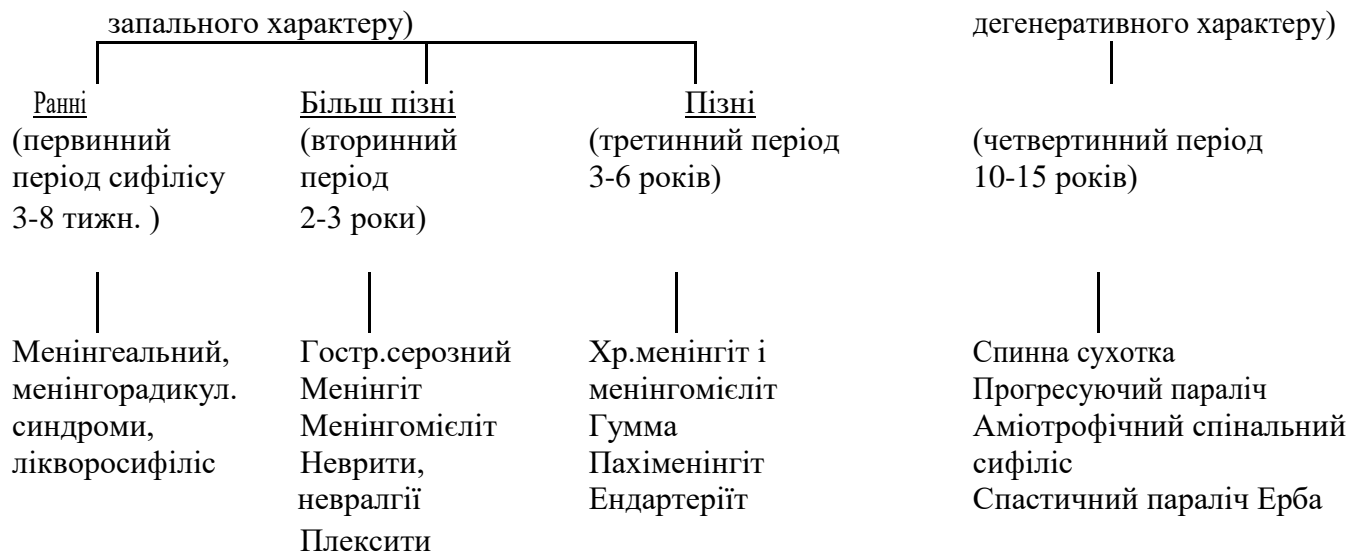 запального характеру)
дегенеративного характеру)
Ранні
(первинний
період сифілісу
3-8 тижн. )
Більш пізні
(вторинний
період
2-3 роки)
Пізні
(третинний період
3-6 років)
(четвертинний період
10-15 років)
Менінгеальний,
менінгорадикул.
синдроми,
лікворосифіліс
Гостр.серозний
Менінгіт
Менінгомієліт
Неврити,
невралгії
Плексити
Хр.менінгіт і
менінгомієліт
Гумма
Пахіменінгіт
Ендартеріїт
Спинна сухотка
Прогресуючий параліч
Аміотрофічний спінальний
сифіліс
Спастичний параліч Ерба